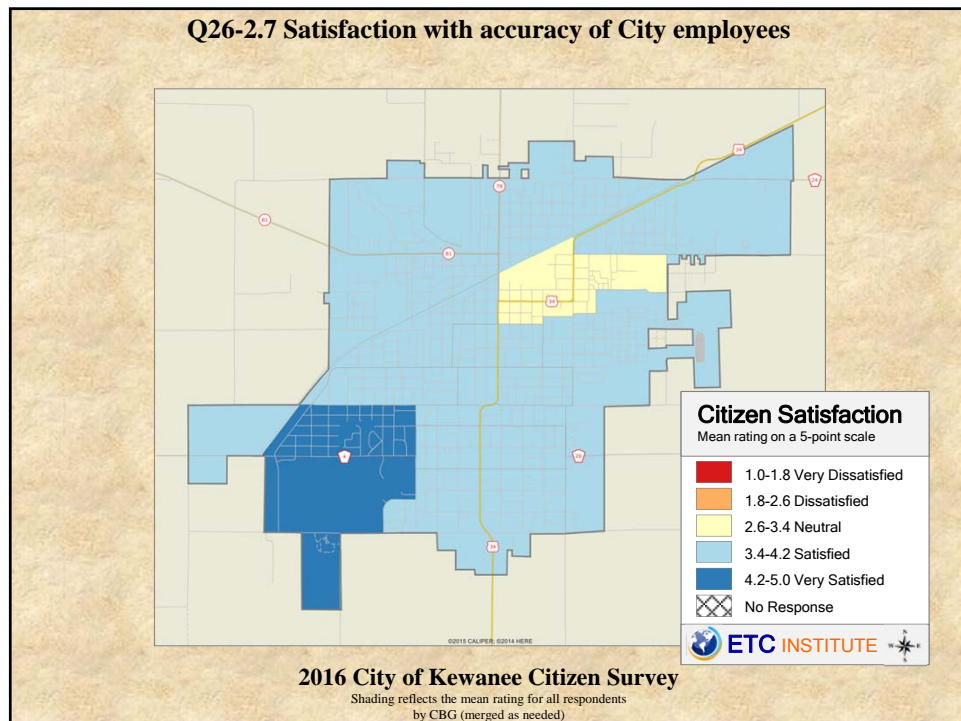 Q26-2.7 Satisfaction with accuracy of City employees
34
24
78
81
81
34
4
26
34
Citizen Satisfaction
Mean rating on a 5-point scale
1.0-1.8 Very Dissatisfied
1.8-2.6 Dissatisfied
2.6-3.4 Neutral
3.4-4.2 Satisfied
4.2-5.0 Very Satisfied
No Response
©2015 CALIPER; ©2014 HERE
ETC INSTITUTE
N
W E
S
2016 City of Kewanee Citizen Survey
Shading reflects the mean rating for all respondents
by CBG (merged as needed)